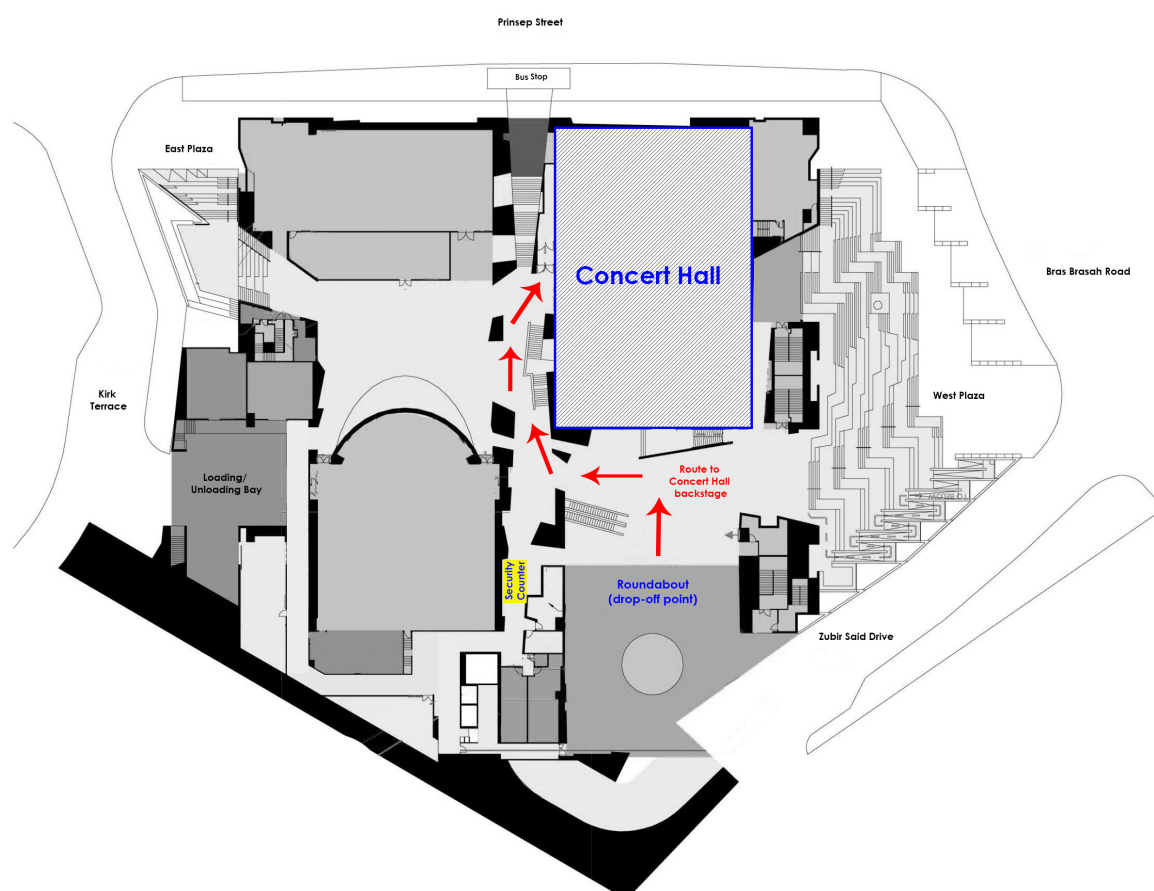 Prinsep Street
Bus Stop
East Plaza
Concert Hall
Bras Brasah Road
Kirk
Terrace
West Plaza
Loading/
Unloading Bay
Route to
Concert Hall
backstage
Security
Counter
Roundabout
(drop-off point)
Zubir Said Drive